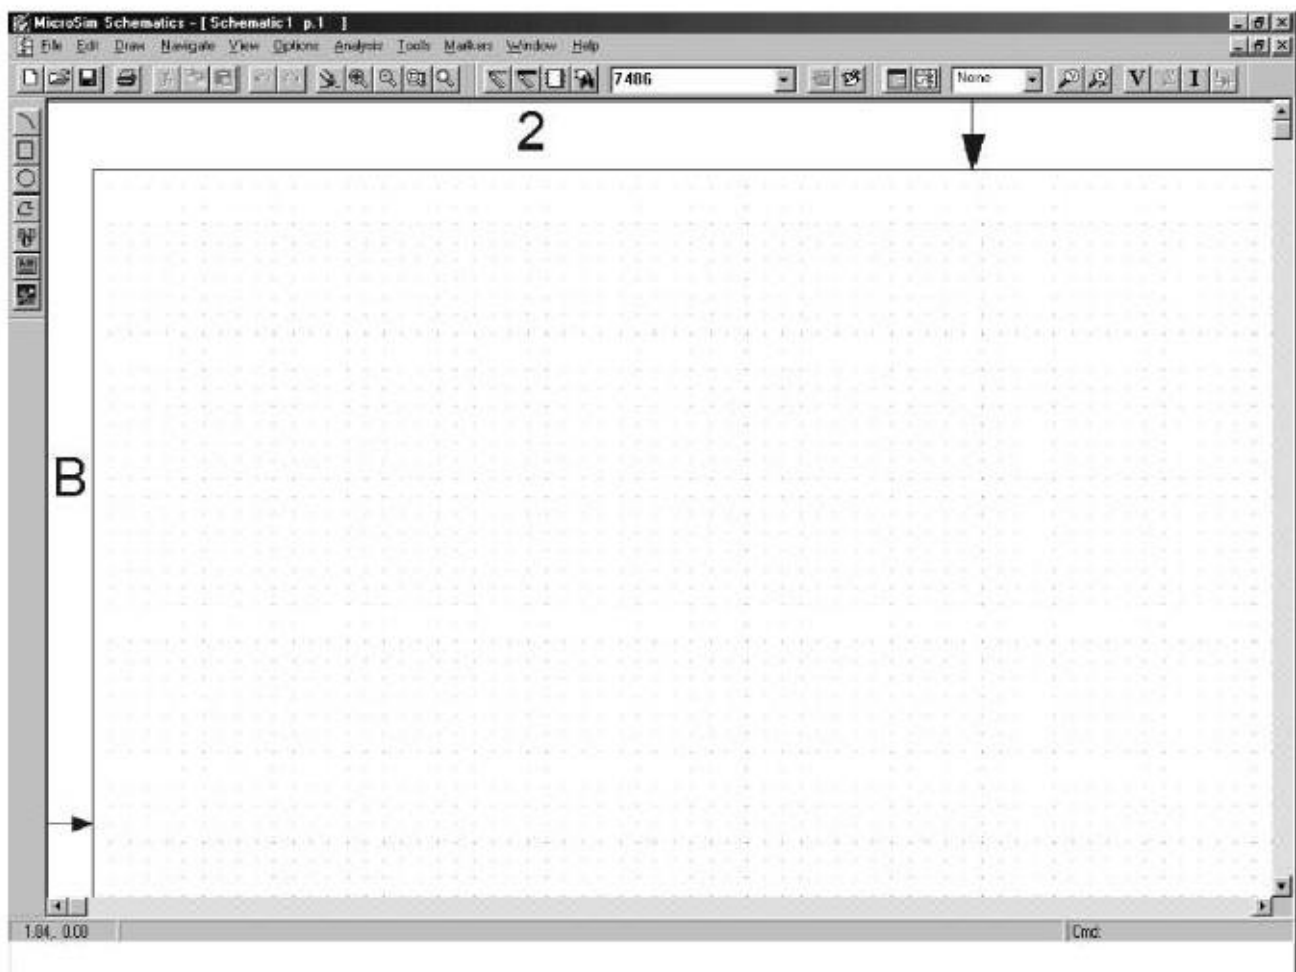 MicroSim Schematics - [ Schematic1 p.1 ]
File Edit Draw Navigate View Options Analysis Tools Markers Window Help
7486 None V I
2
B
1.84, 0.00 Cmd: